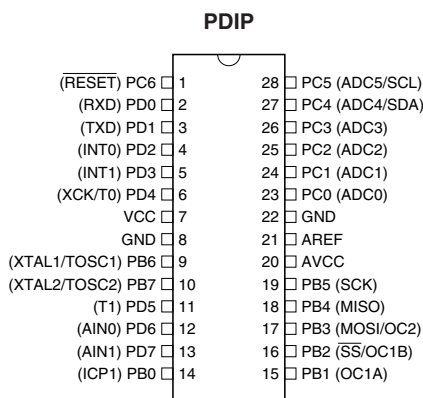 PDIP
(RESET) PC6 1 28 PC5 (ADC5/SCL)
(RXD) PD0 2 27 PC4 (ADC4/SDA)
(TXD) PD1 3 26 PC3 (ADC3)
(INT0) PD2 4 25 PC2 (ADC2)
(INT1) PD3 5 24 PC1 (ADC1)
(XCK/T0) PD4 6 23 PC0 (ADC0)
VCC 7 22 GND
GND 8 21 AREF
(XTAL1/TOSC1) PB6 9 20 AVCC
(XTAL2/TOSC2) PB7 10 19 PB5 (SCK)
(T1) PD5 11 18 PB4 (MISO)
(AIN0) PD6 12 17 PB3 (MOSI/OC2)
(AIN1) PD7 13 16 PB2 (SS/OC1B)
(ICP1) PB0 14 15 PB1 (OC1A)